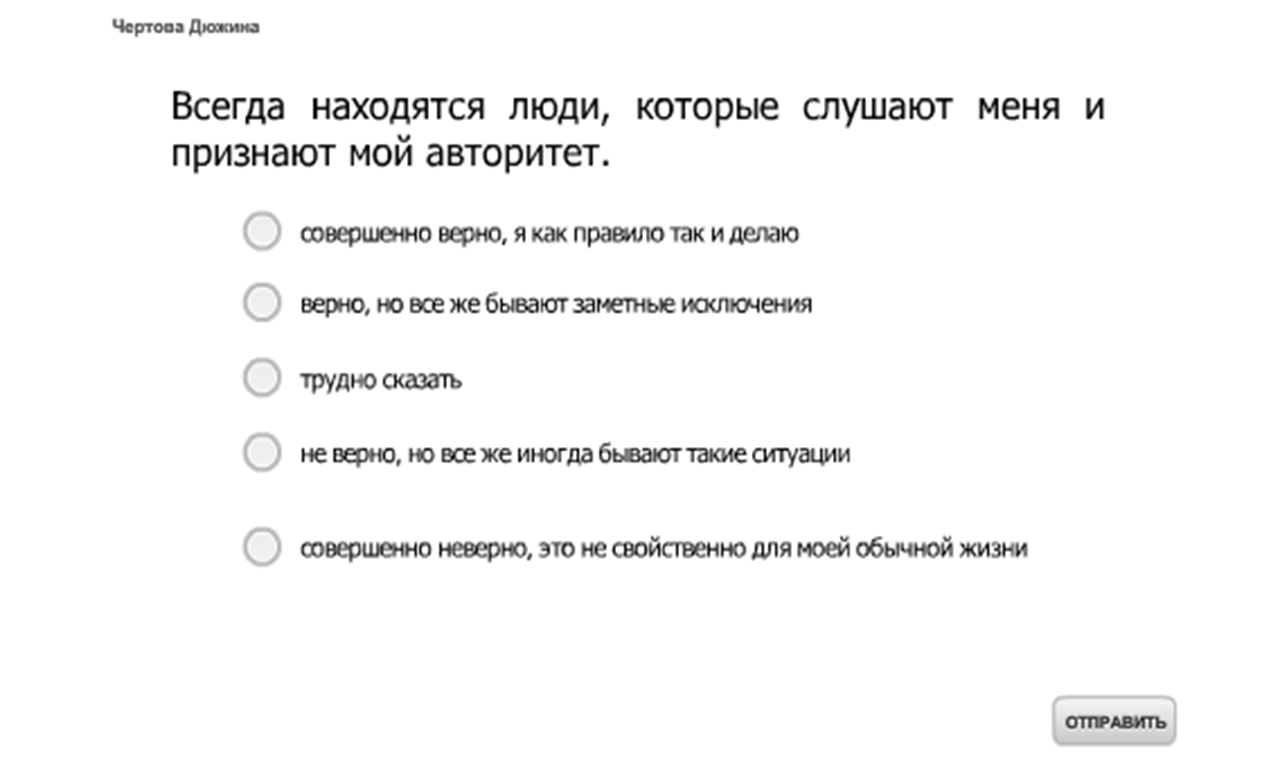 Чертова Дюжина
Всегда находятся люди, которые слушают меня и
признают мой авторитет.
совершенно верно, я как правило так и делаю
верно, но все же бывают заметные исключения
трудно сказать
не верно, но все же иногда бывают такие ситуации
совершенно неверно, это не свойственно для моей обычной жизни
ОТПРАВИТЬ